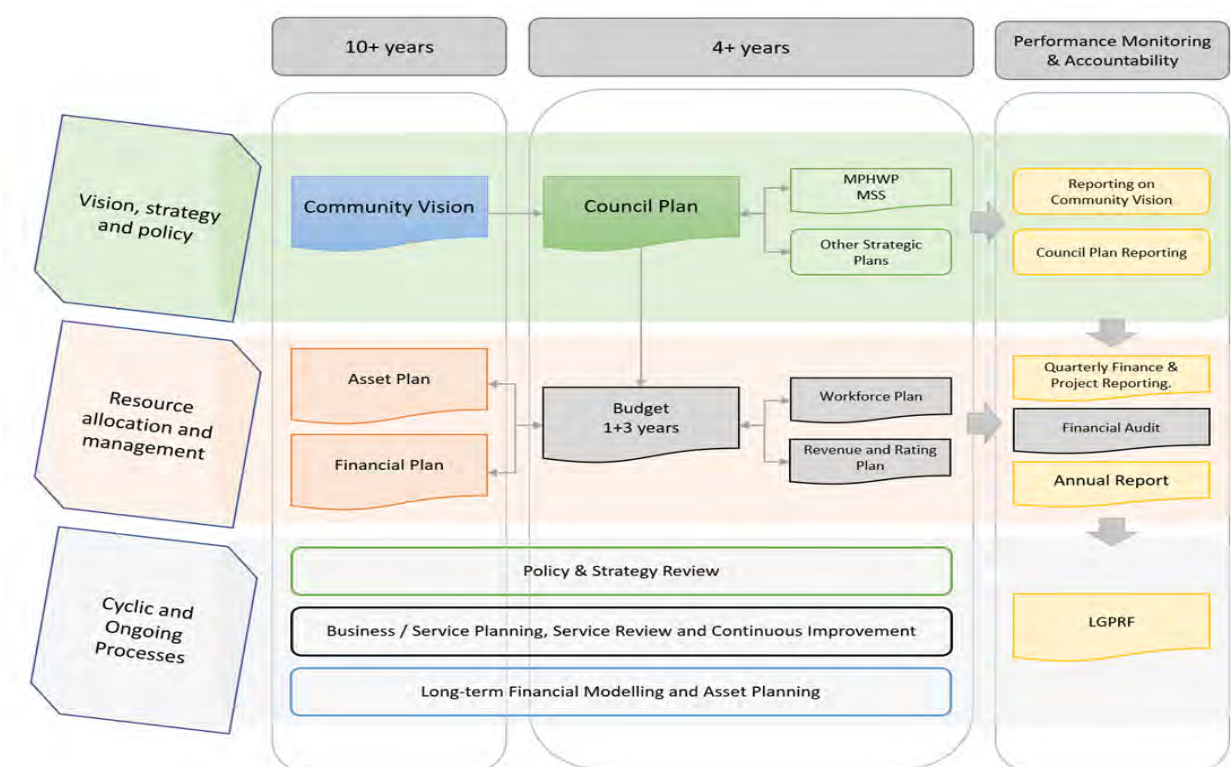 10+ years
4+ years
Performance Monitoring
& Accountability
Vision, strategy
and policy
Community Vision
Council Plan
MPHWP
MSS
Other Strategic
Plans
Reporting on
Community Vision
Council Plan Reporting
Resource
allocation and
management
Asset Plan
Financial Plan
Budget
1+3 years
Workforce Plan
Revenue and Rating
Plan
Quarterly Finance &
Project Reporting.
Financial Audit
Annual Report
Cyclic and
Ongoing
Processes
Policy & Strategy Review
Business / Service Planning, Service Review and Continuous Improvement
Long-term Financial Modelling and Asset Planning
LGPRF